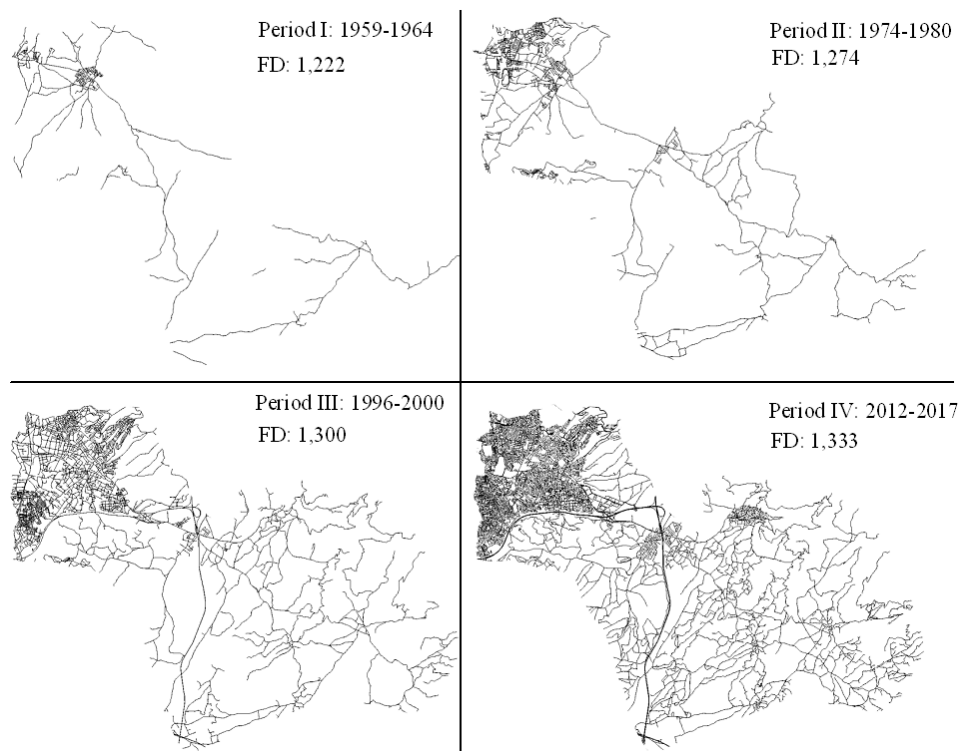 Period I: 1959-1964
FD: 1,222
Period II: 1974-1980
FD: 1,274
Period III: 1996-2000
FD: 1,300
Period IV: 2012-2017
FD: 1,333